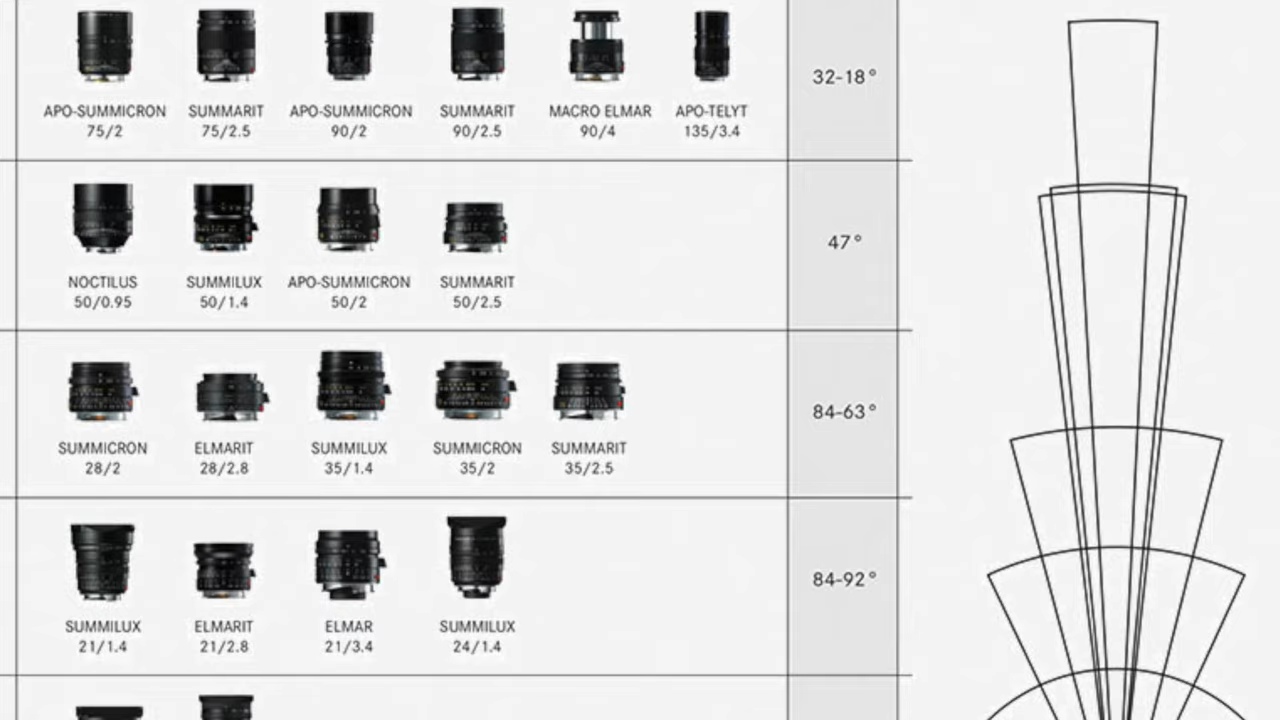 APO-SUMMICRON SUMMARIT APO-SUMMICRON SUMMARIT MACRO ELMAR APO-TELYT
75/2 75/2.5 90/2 90/2.5 90/4 135/3.4
32-18°
NOCTILUS SUMMILUX APO-SUMMICRON SUMMARIT
50/0.95 50/1.4 50/2 50/2.5
47°
SUMMICRON ELMARIT SUMMILUX SUMMICRON SUMMARIT
28/2 28/2.8 35/1.4 35/2 35/2.5
84-63°
SUMMILUX ELMARIT ELMAR SUMMILUX
21/1.4 21/2.8 21/3.4 24/1.4
84-92°